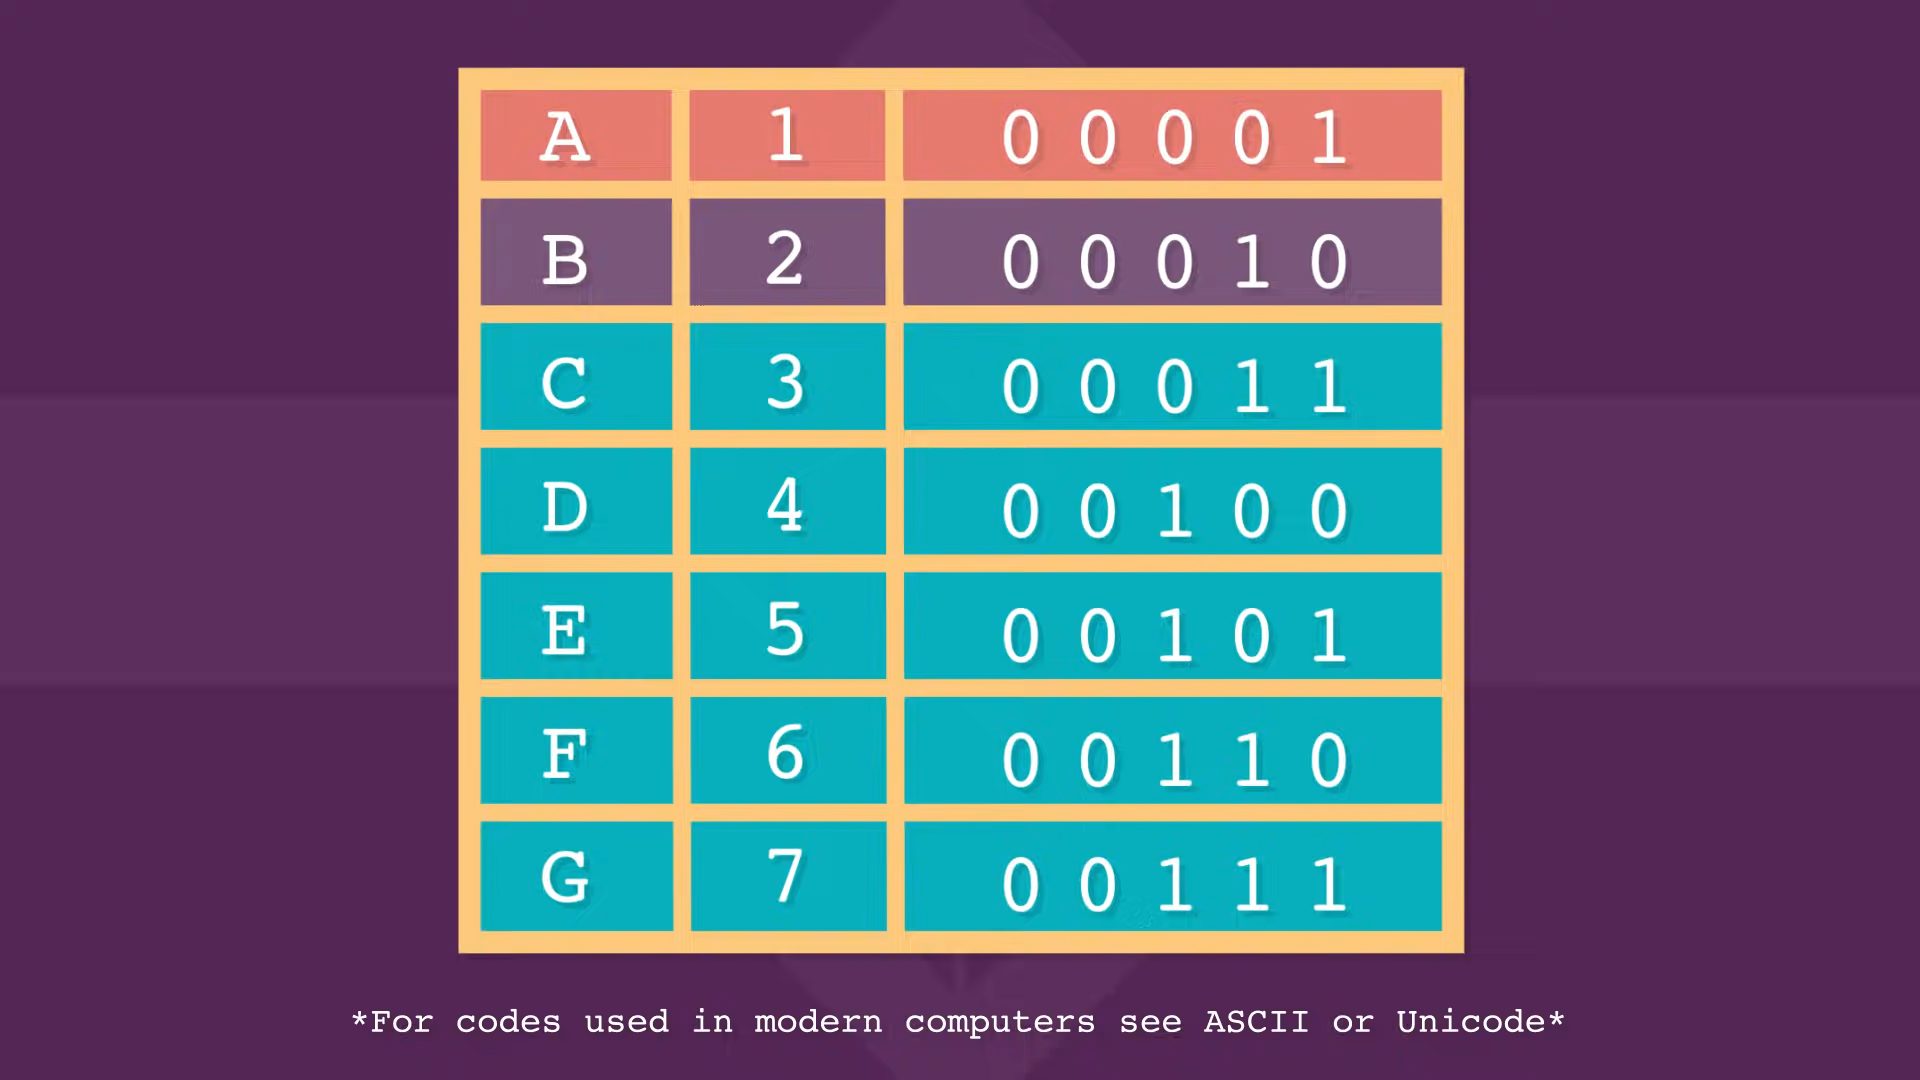 A 1 0 0 0 0 1
B 2 0 0 0 1 0
C 3 0 0 0 1 1
D 4 0 0 1 0 0
E 5 0 0 1 0 1
F 6 0 0 1 1 0
G 7 0 0 1 1 1
*For codes used in modern computers see ASCII or Unicode*